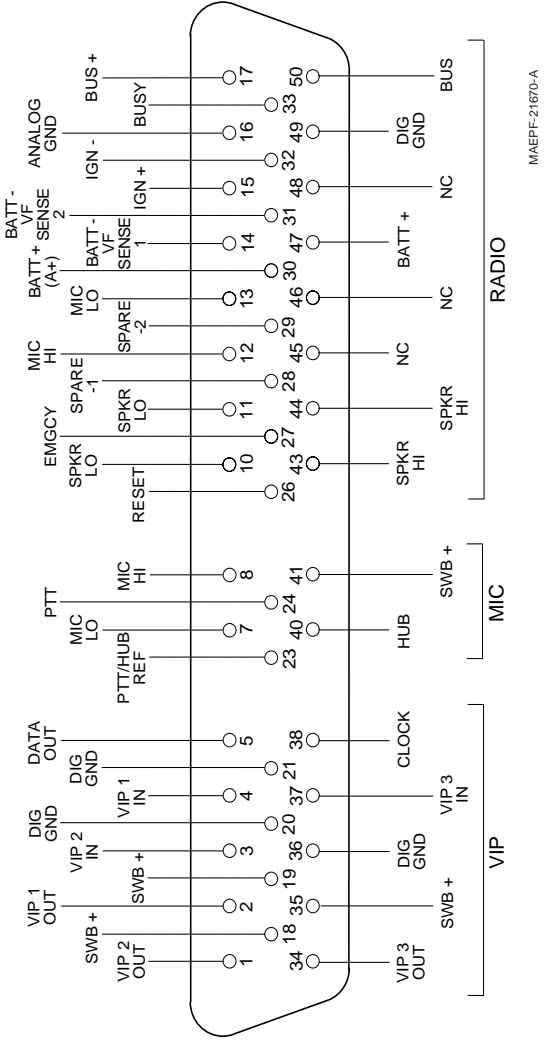 VIP 2
OUT
SWB +
VIP 1
OUT
SWB +
VIP 2
IN
DIG
GND
VIP 1
IN
DIG
GND
DATA
OUT
PTT/HUB
REF
MIC
LO
PTT
MIC
HI
RESET
SPKR
LO
EMGCY
SPKR
LO
SPARE
-1
MIC
HI
SPARE
-2
MIC
LO
BATT +
(A+)
BATT -
VF
SENSE
1
BATT -
VF
SENSE
2
IGN +
IGN -
ANALOG
GND
BUSY
BUS +
1 2 3 4 5 7 8 10 11 12 13 14 15 16 17
18 19 20 21 23 24 26 27 28 29 30 31 32 33
34 35 36 37 38 40 41 43 44 45 46 47 48 49 50
VIP 3
OUT
SWB +
DIG
GND
VIP 3
IN
CLOCK
HUB
SWB +
SPKR
HI
SPKR
HI
NC
NC
BATT +
NC
DIG
GND
BUS
VIP
MIC
RADIO
MAEPF-21670-A